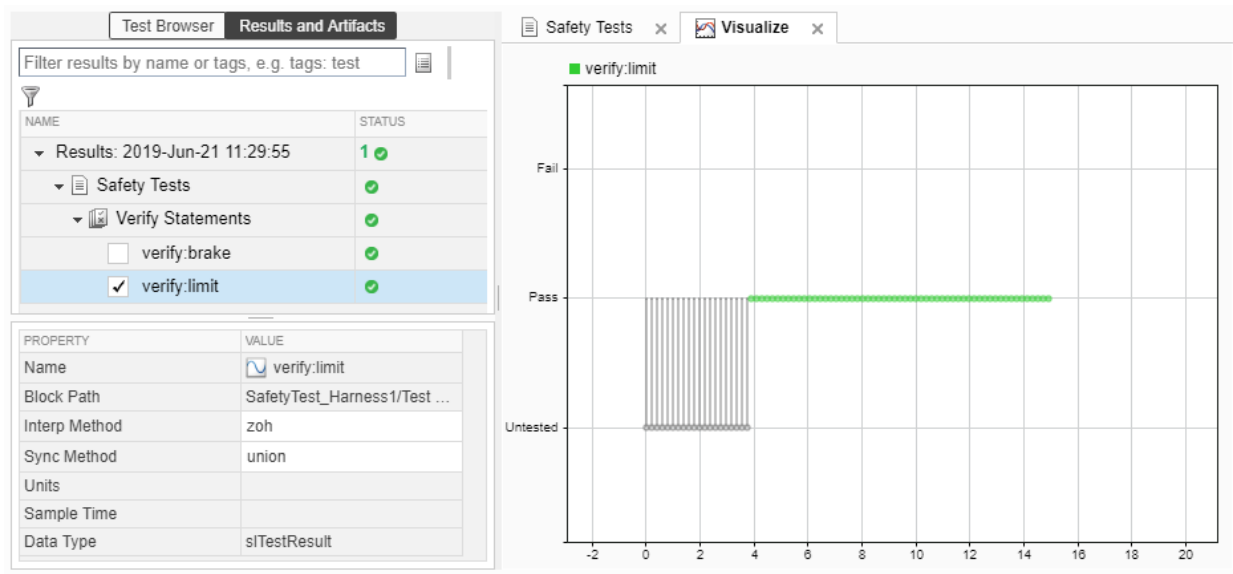 Test Browser Results and Artifacts
Filter results by name or tags, e.g. tags: test
NAME STATUS
Results: 2019-Jun-21 11:29:55 1
Safety Tests
Verify Statements
verify:brake
verify:limit
PROPERTY VALUE
Name verify:limit
Block Path SafetyTest_Harness1/Test ...
Interp Method zoh
Sync Method union
Units
Sample Time
Data Type slTestResult
Safety Tests Visualize
verify:limit
Fail
Pass
Untested
-2 0 2 4 6 8 10 12 14 16 18 20